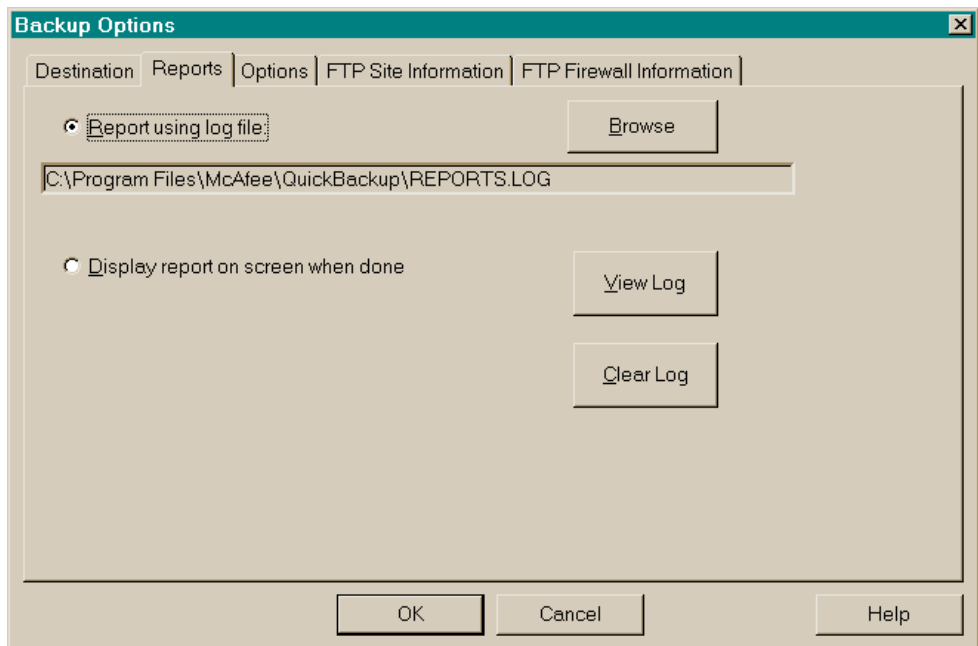 Backup Options
Destination Reports Options FTP Site Information FTP Firewall Information
Report using log file: Browse
C:\Program Files\McAfee\QuickBackup\REPORTS.LOG
Display report on screen when done
View Log
Clear Log
OK Cancel Help